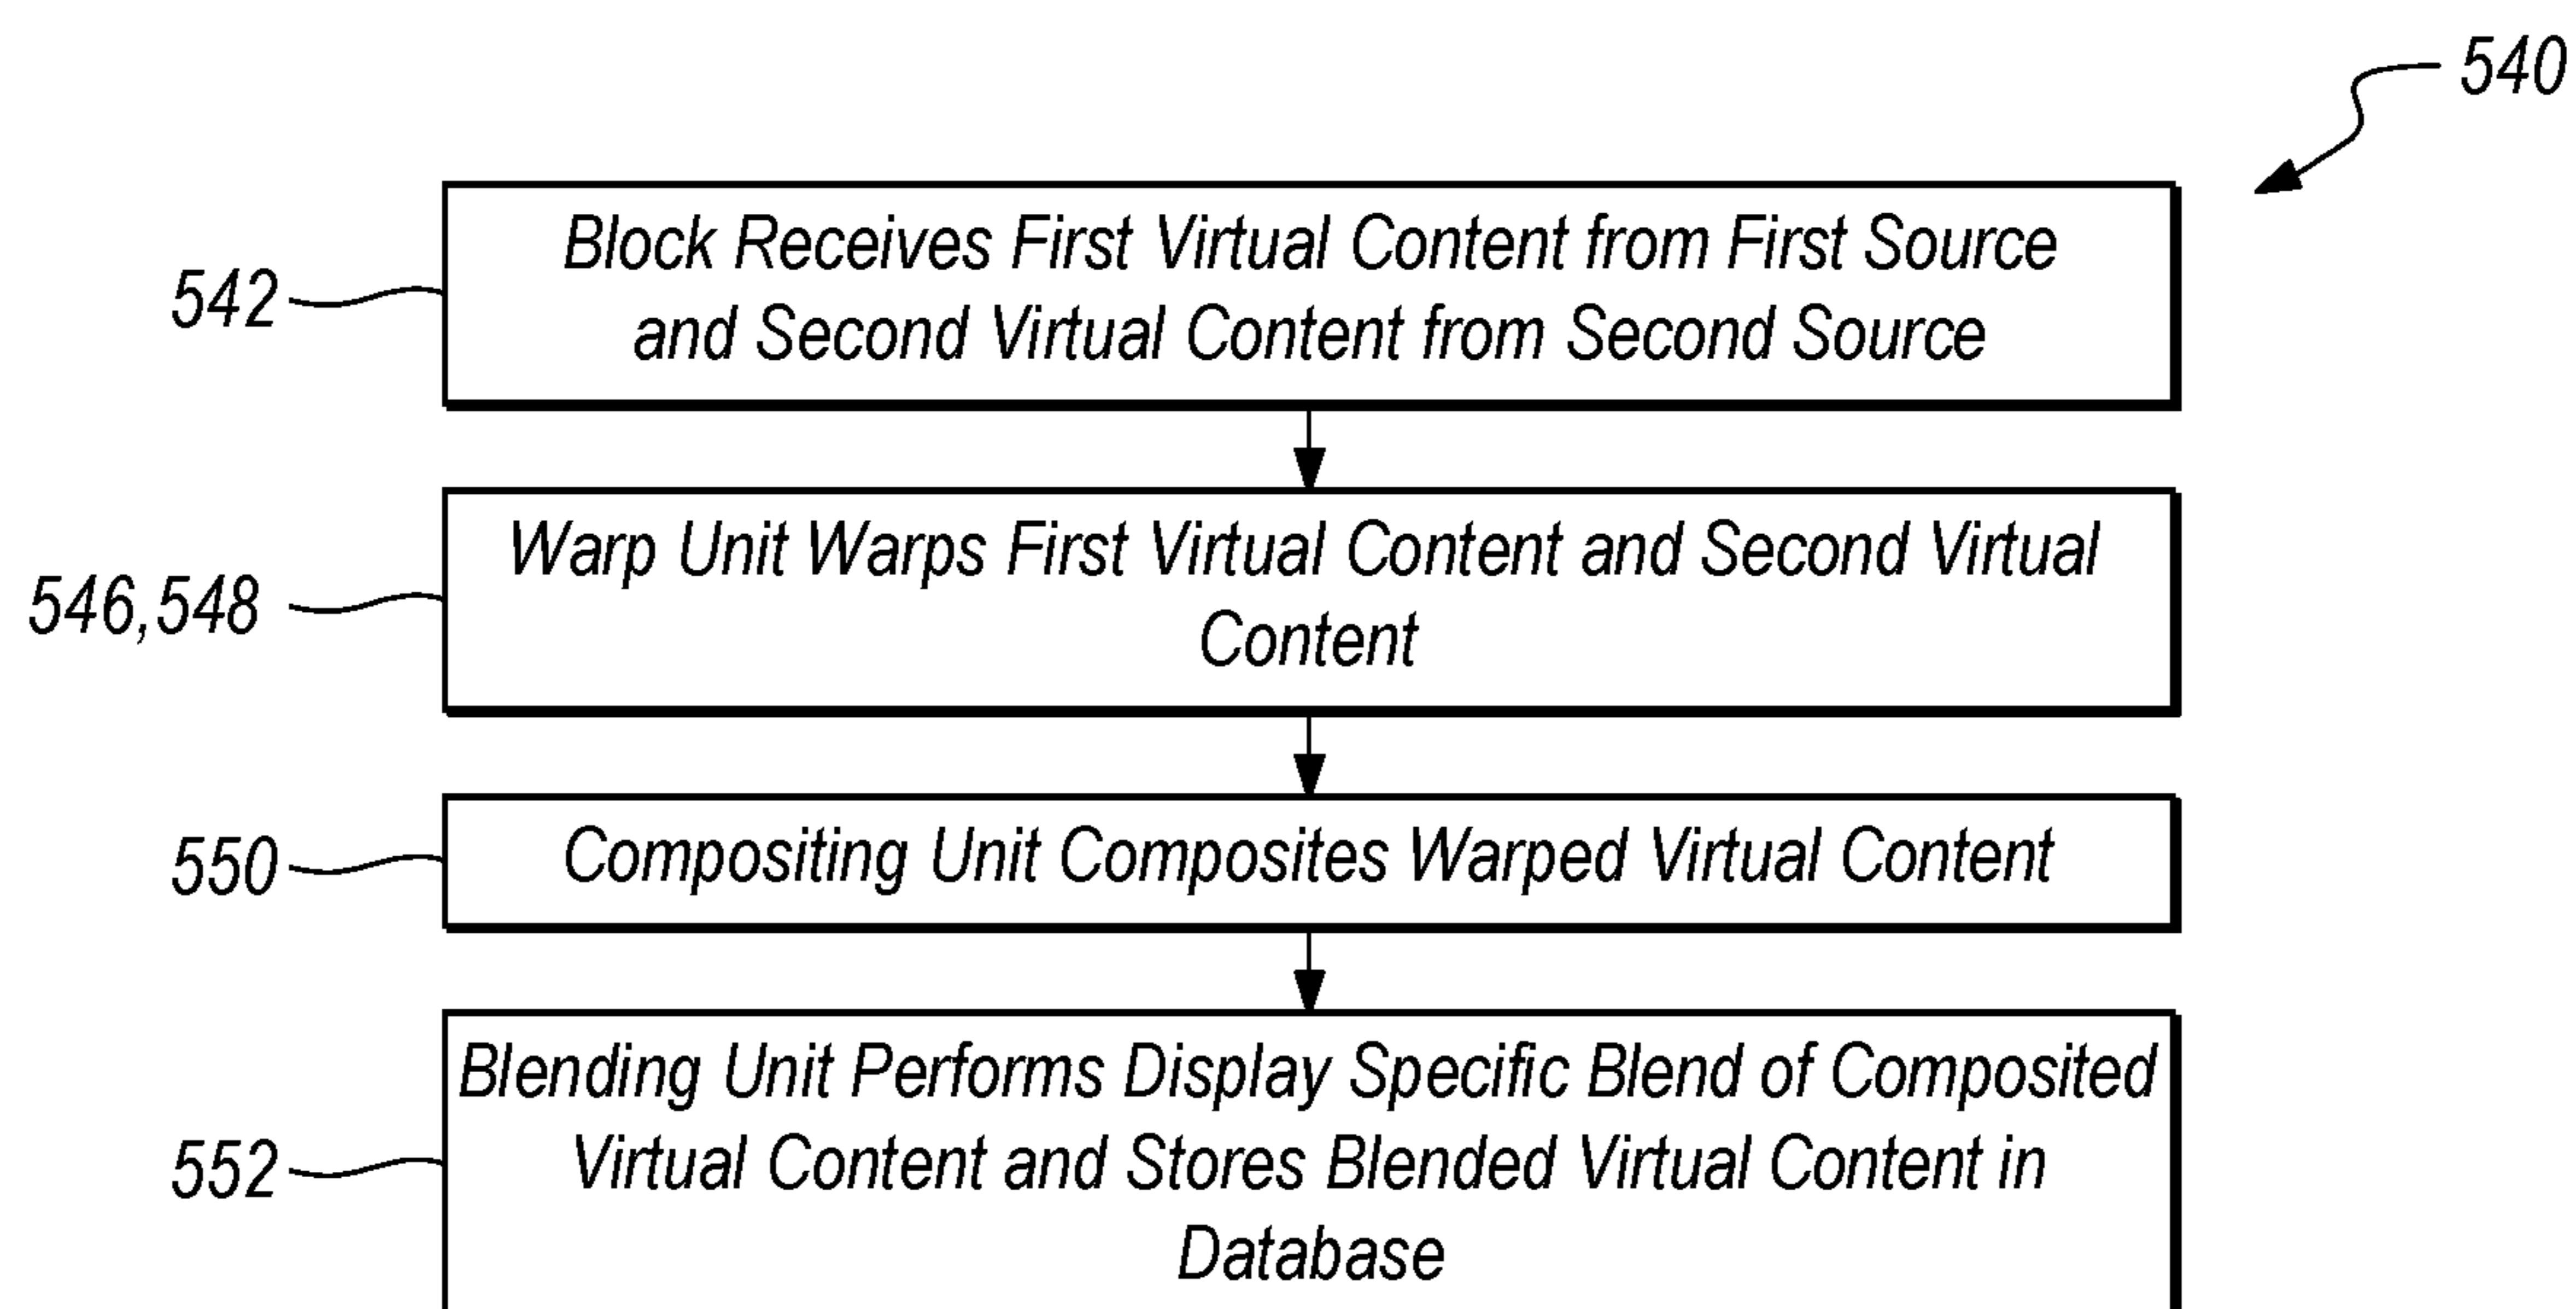 540
542
Block Receives First Virtual Content from First Source
and Second Virtual Content from Second Source
546,548
Warp Unit Warps First Virtual Content and Second Virtual
Content
550
Compositing Unit Composites Warped Virtual Content
552
Blending Unit Performs Display Specific Blend of Composited
Virtual Content and Stores Blended Virtual Content in
Database